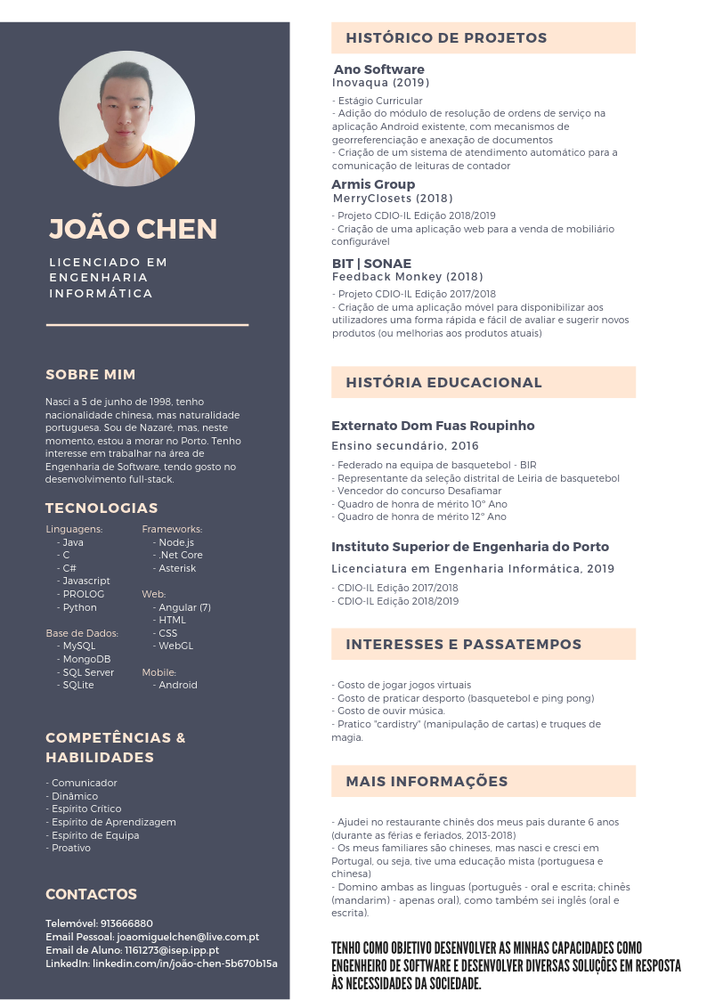 JOÃO CHEN
LICENCIADO EM
ENGENHARIA
INFORMÁTICA
SOBRE MIM
Nasci a 5 de junho de 1998, tenho
nacionalidade chinesa, mas naturalidade
portuguesa. Sou de Nazaré, mas, neste
momento, estou a morar no Porto. Tenho
interesse em trabalhar na área de
Engenharia de Software, tendo gosto no
desenvolvimento full-stack.
TECNOLOGIAS
Linguagens:
- Java
- C
- C#
- Javascript
- PROLOG
- Python
Base de Dados:
- MySQL
- MongoDB
- SQL Server
- SQLite
Frameworks:
- Node.js
- .Net Core
- Asterisk
Web:
- Angular (7)
- HTML
- CSS
- WebGL
Mobile:
- Android
COMPETÊNCIAS &
HABILIDADES
- Comunicador
- Dinâmico
- Espírito Crítico
- Espírito de Aprendizagem
- Espírito de Equipa
- Proativo
CONTACTOS
Telemóvel: 913666880
Email Pessoal: joaomiguelchen@live.com.pt
Email de Aluno: 1161273@isep.ipp.pt
LinkedIn: linkedin.com/in/joão-chen-5b670b15a
HISTÓRICO DE PROJETOS
Ano Software
Inovaqua (2019)
- Estágio Curricular
- Adição do módulo de resolução de ordens de serviço na
aplicação Android existente, com mecanismos de
georreferenciação e anexação de documentos
- Criação de um sistema de atendimento automático para a
comunicação de leituras de contador
Armis Group
MerryClosets (2018)
- Projeto CDIO-IL Edição 2018/2019
- Criação de uma aplicação web para a venda de mobiliário
configurável
BIT | SONAE
Feedback Monkey (2018)
- Projeto CDIO-IL Edição 2017/2018
- Criação de uma aplicação móvel para disponibilizar aos
utilizadores uma forma rápida e fácil de avaliar e sugerir novos
produtos (ou melhorias aos produtos atuais)
HISTÓRIA EDUCACIONAL
Externato Dom Fuas Roupinho
Ensino secundário, 2016
- Federado na equipa de basquetebol - BIR
- Representante da seleção distrital de Leiria de basquetebol
- Vencedor do concurso Desafiamar
- Quadro de honra de mérito 10º Ano
- Quadro de honra de mérito 12º Ano
Instituto Superior de Engenharia do Porto
Licenciatura em Engenharia Informática, 2019
- CDIO-IL Edição 2017/2018
- CDIO-IL Edição 2018/2019
INTERESSES E PASSATEMPOS
- Gosto de jogar jogos virtuais
- Gosto de praticar desporto (basquetebol e ping pong)
- Gosto de ouvir música.
- Pratico "cardistry" (manipulação de cartas) e truques de
magia.
MAIS INFORMAÇÕES
- Ajudei no restaurante chinês dos meus pais durante 6 anos
(durante as férias e feriados, 2013-2018)
- Os meus familiares são chineses, mas nasci e cresci em
Portugal, ou seja, tive uma educação mista (portuguesa e
chinesa)
- Domino ambas as linguas (português - oral e escrita; chinês
(mandarim) - apenas oral), como também sei inglês (oral e
escrita).
TENHO COMO OBJETIVO DESENVOLVER AS MINHAS CAPACIDADES COMO
ENGENHEIRO DE SOFTWARE E DESENVOLVER DIVERSAS SOLUÇÕES EM RESPOSTA
ÀS NECESSIDADES DA SOCIEDADE.